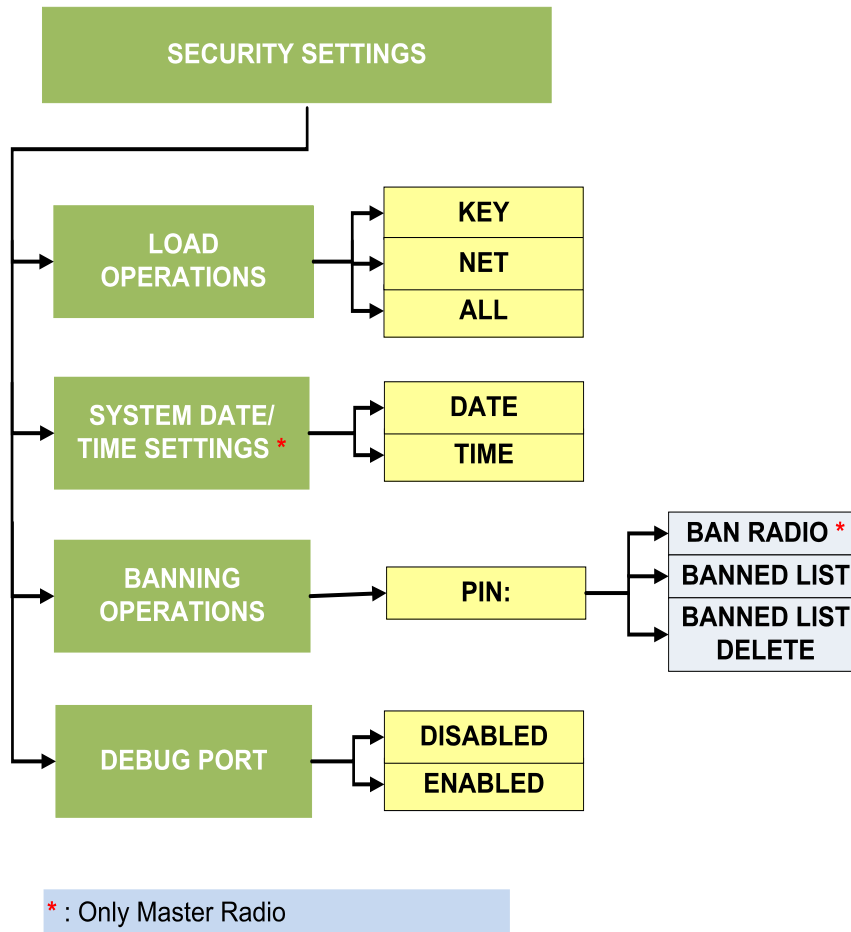 SECURITY SETTINGS
LOAD
OPERATIONS
KEY
NET
ALL
SYSTEM DATE/
TIME SETTINGS *
DATE
TIME
BANNING
OPERATIONS
PIN:
BAN RADIO *
BANNED LIST
BANNED LIST
DELETE
DEBUG PORT
DISABLED
ENABLED
* : Only Master Radio